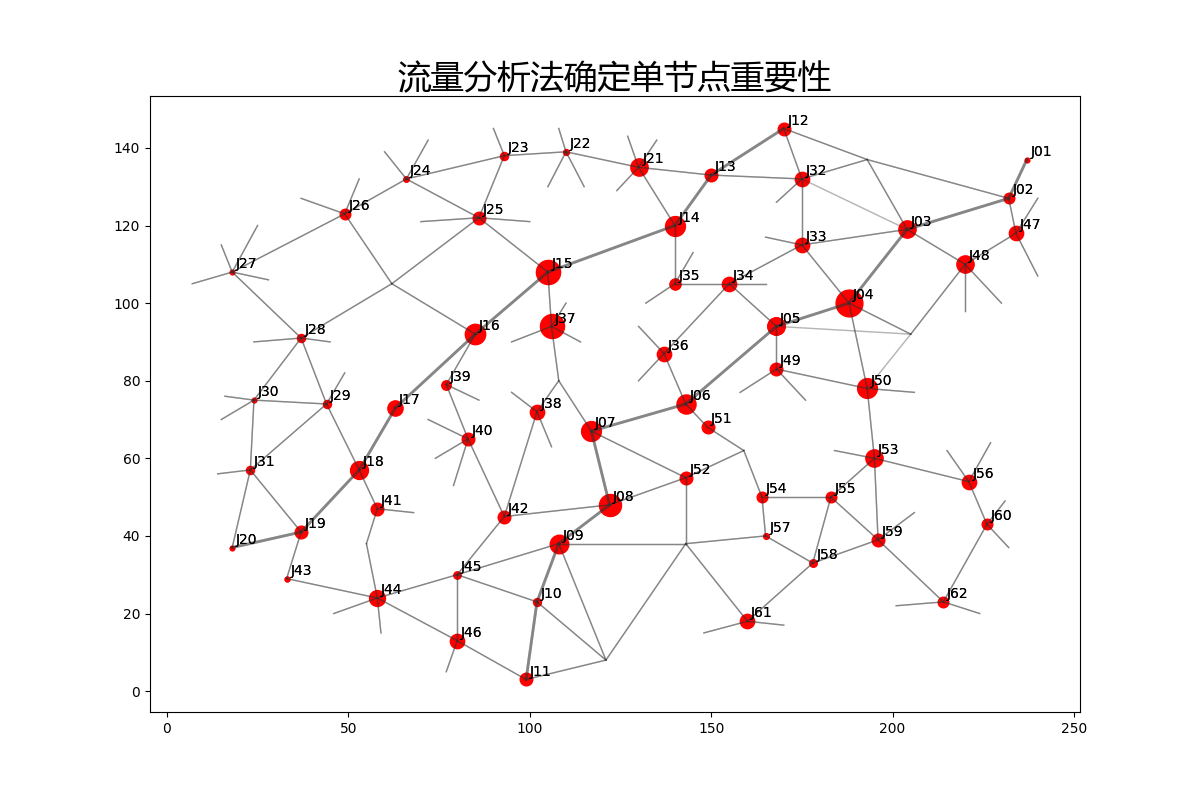 流量分析法确定单节点重要性
J12
J23
J22
J21
J13
J01
J24
J32
J02
J26
J25
J14
J03
J47
J27
J15
J33
J48
J35
J34
J04
J28
J16
J37
J05
J36
J39
J49
J30
J29
J17
J38
J06
J50
J40
J07
J51
J31
J18
J52
J53
J56
J41
J42
J08
J54
J55
J20
J19
J09
J57
J59
J60
J43
J44
J45
J10
J58
J62
J46
J61
J11
140
120
100
80
60
40
20
0
0 50 100 150 200 250